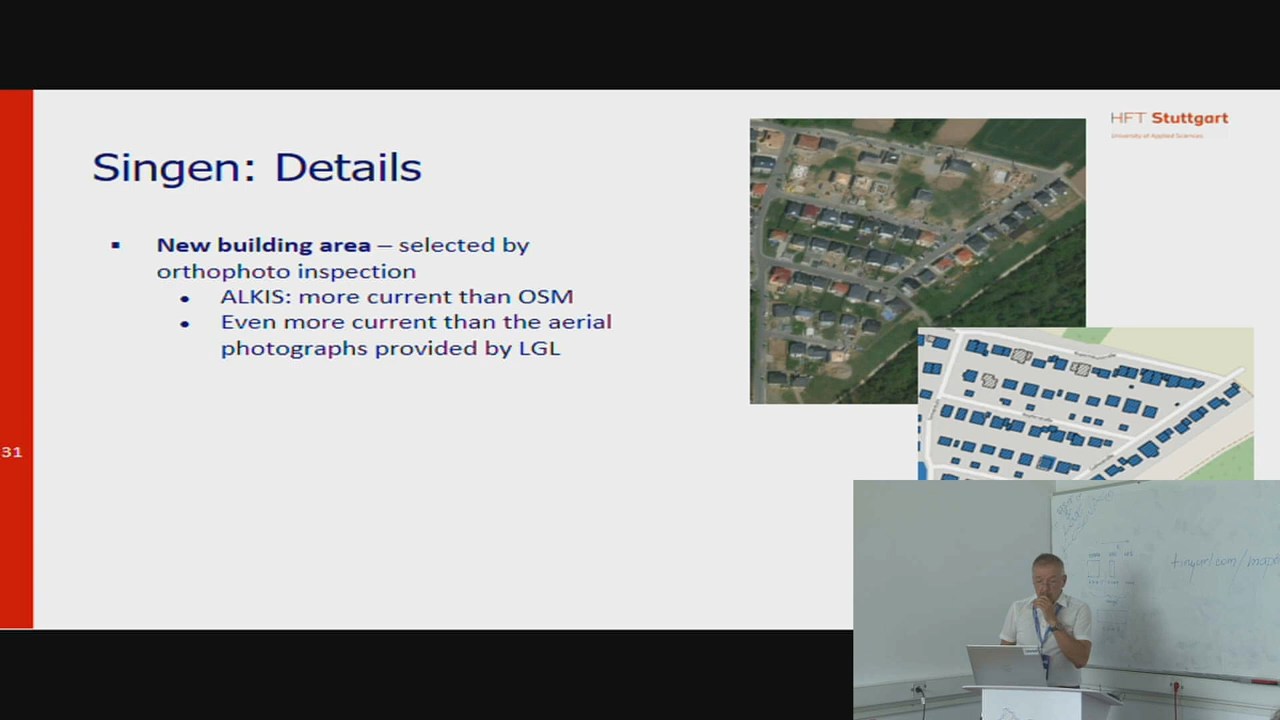 HFT Stuttgart
University of Applied Sciences
Singen: Details
▪ New building area – selected by
orthophoto inspection
• ALKIS: more current than OSM
• Even more current than the aerial
photographs provided by LGL
31
tinyurl.com/